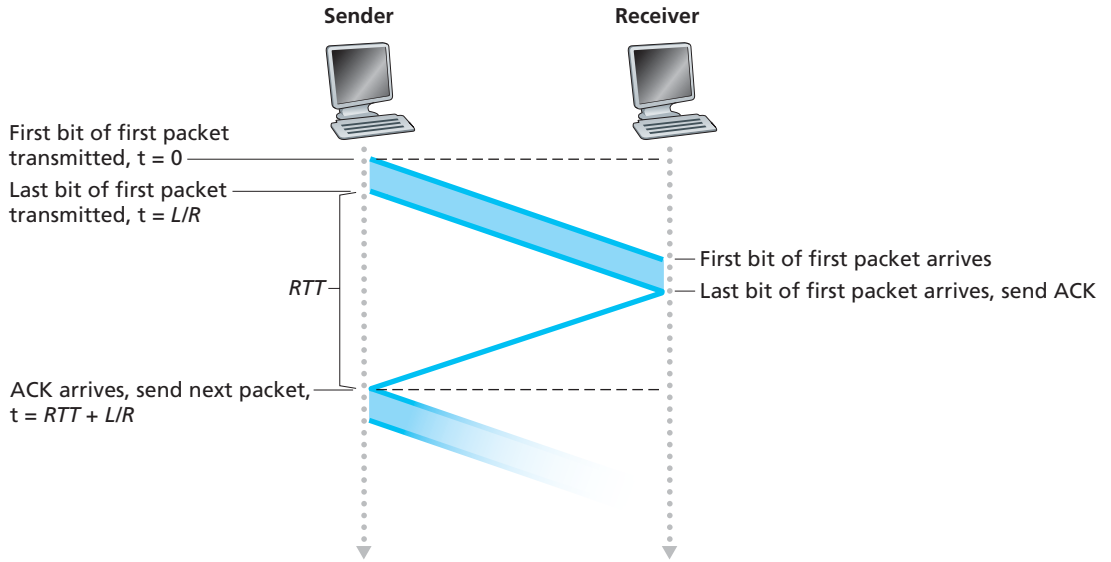 Sender
Receiver
First bit of first packet
transmitted, t = 0
Last bit of first packet
transmitted, t = L/R
First bit of first packet arrives
RTT
Last bit of first packet arrives, send ACK
ACK arrives, send next packet,
t = RTT + L/R